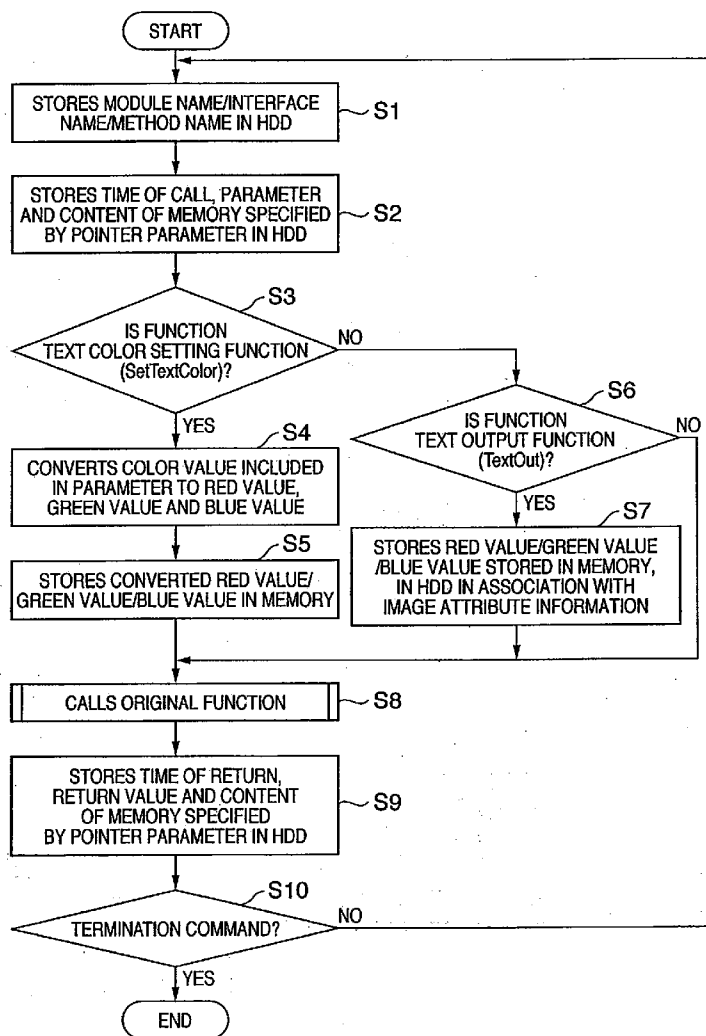 START
STORES MODULE NAME/INTERFACE
NAME/METHOD NAME IN HDD
S1
STORES TIME OF CALL, PARAMETER
AND CONTENT OF MEMORY SPECIFIED
BY POINTER PARAMETER IN HDD
S2
S3
IS FUNCTION
TEXT COLOR SETTING FUNCTION
(SetTextColor)?
NO
YES
S4
CONVERTS COLOR VALUE INCLUDED
IN PARAMETER TO RED VALUE,
GREEN VALUE AND BLUE VALUE
S5
STORES CONVERTED RED VALUE/
GREEN VALUE/BLUE VALUE IN MEMORY
S6
IS FUNCTION
TEXT OUTPUT FUNCTION
(TextOut)?
NO
YES
S7
STORES RED VALUE/GREEN VALUE
/BLUE VALUE STORED IN MEMORY,
IN HDD IN ASSOCIATION WITH
IMAGE ATTRIBUTE INFORMATION
CALLS ORIGINAL FUNCTION
S8
STORES TIME OF RETURN,
RETURN VALUE AND CONTENT
OF MEMORY SPECIFIED
BY POINTER PARAMETER IN HDD
S9
S10
TERMINATION COMMAND?
NO
YES
END